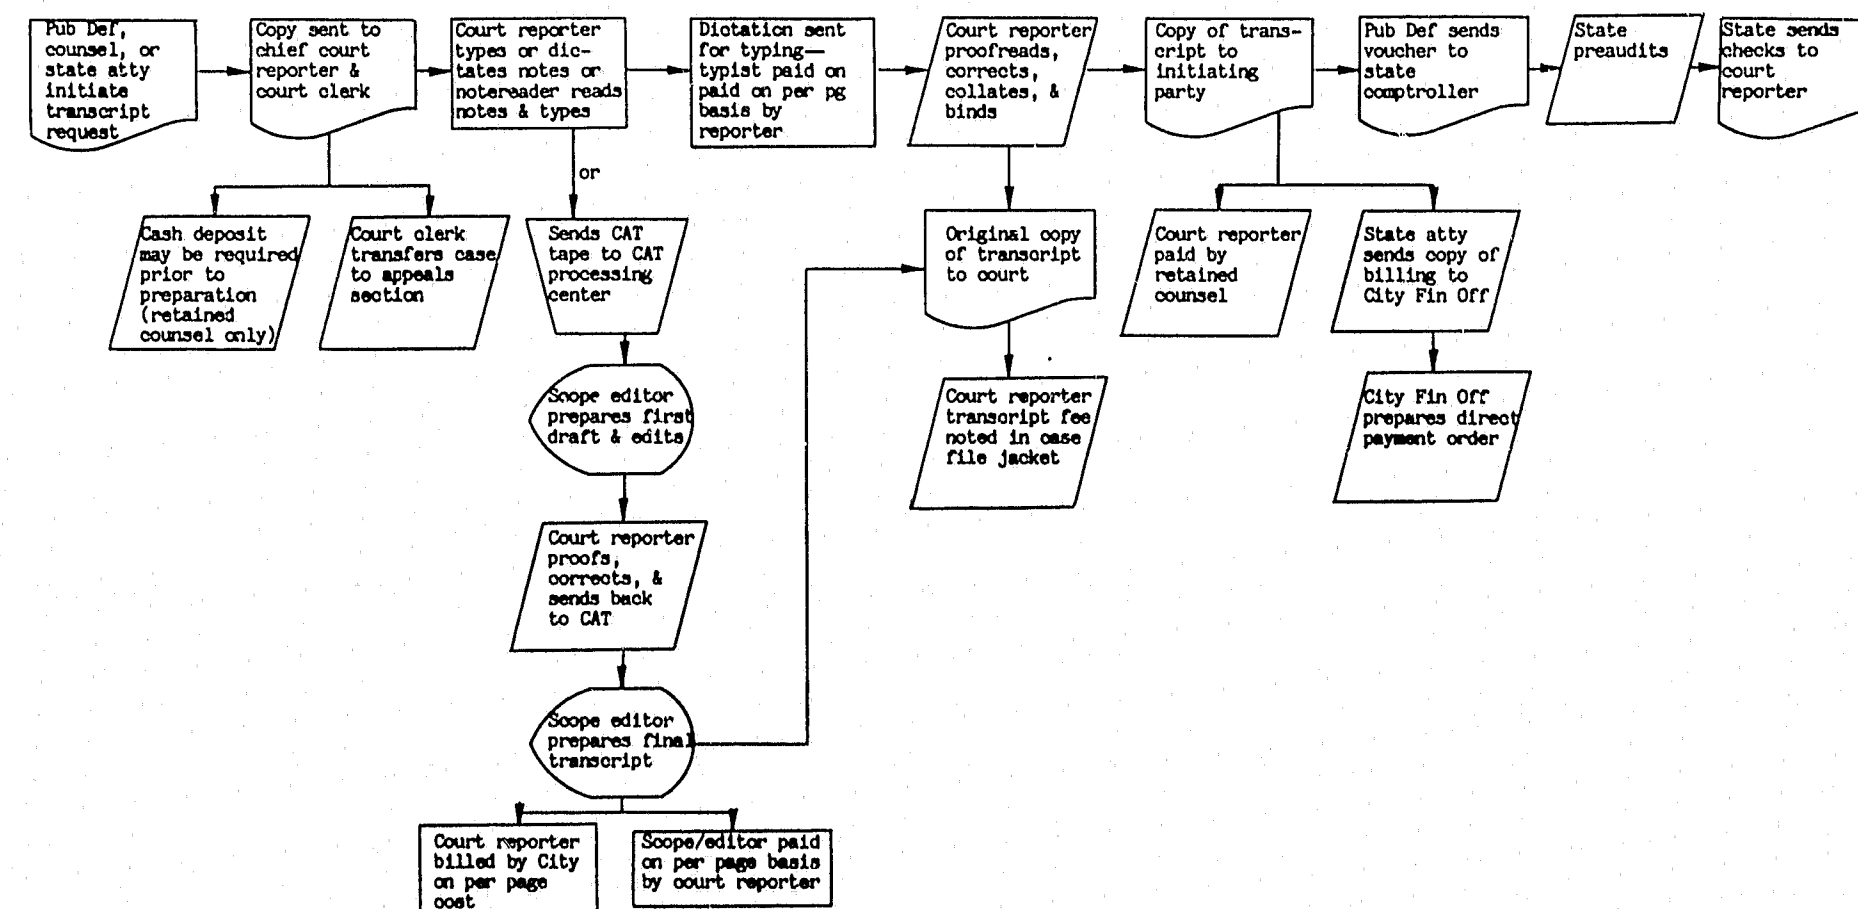 Pub Def,
counsel, or
state atty
initiate
transcript
request
Copy sent to
chief court
reporter &
court clerk
Court reporter
types or dic-
tates notes or
notereader reads
notes & types
Dictation sent
for typing—
typist paid on
paid on per pg
basis by
reporter
Court reporter
proofreads,
corrects,
collates, &
binds
Copy of trans-
cript to
initiating
party
Pub Def sends
voucher to
state
comptroller
State
preaudits
State sends
checks to
court
reporter
or
Cash deposit
may be required
prior to
preparation
(retained
counsel only)
Court clerk
transfers case
to appeals
section
Sends CAT
tape to CAT
processing
center
Original copy
of transcript
to court
Court reporter
paid by
retained
counsel
State atty
sends copy of
billing to
City Fin Off
Scope editor
prepares first
draft & edits
Court reporter
transcript fee
noted in case
file jacket
City Fin Off
prepares direct
payment order
Court reporter
proofs,
corrects, &
sends back
to CAT
Scope editor
prepares final
transcript
Court reporter
billed by City
on per page
cost
Scope/editor paid
on per page basis
by court reporter